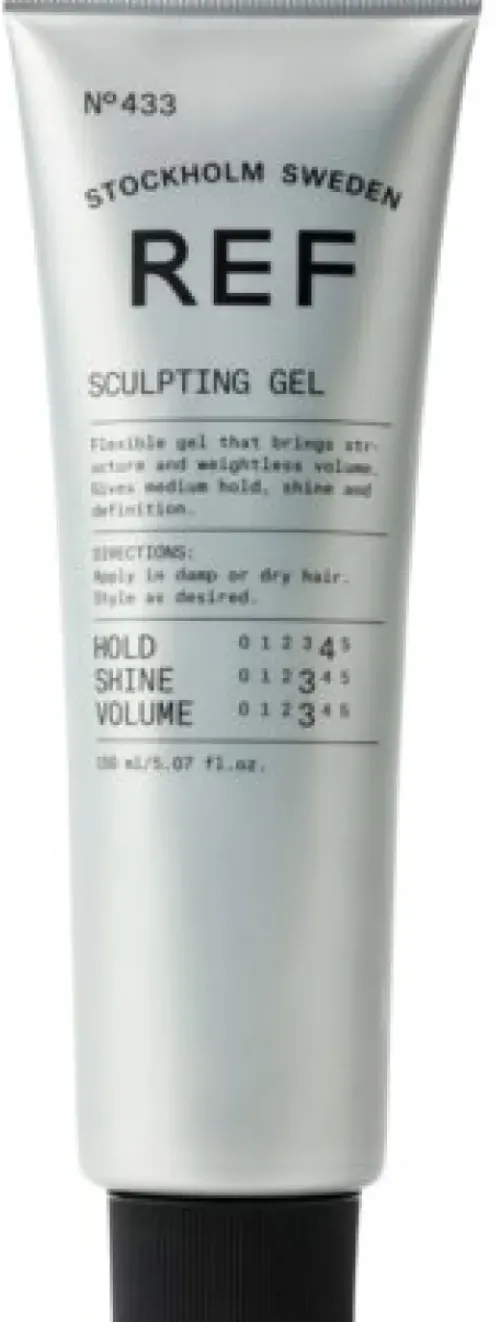 Nº433
STOCKHOLM SWEDEN
REF
SCULPTING GEL
Flexible gel that brings str-
ucture and weightless volume.
Gives medium hold, shine and
definition.
DIRECTIONS:
Apply in damp or dry hair.
Style as desired.
HOLD 0 1 2 3 4 5
SHINE 0 1 2 3 4 5
VOLUME 0 1 2 3 4 5
150 ml/5.07 fl.oz.